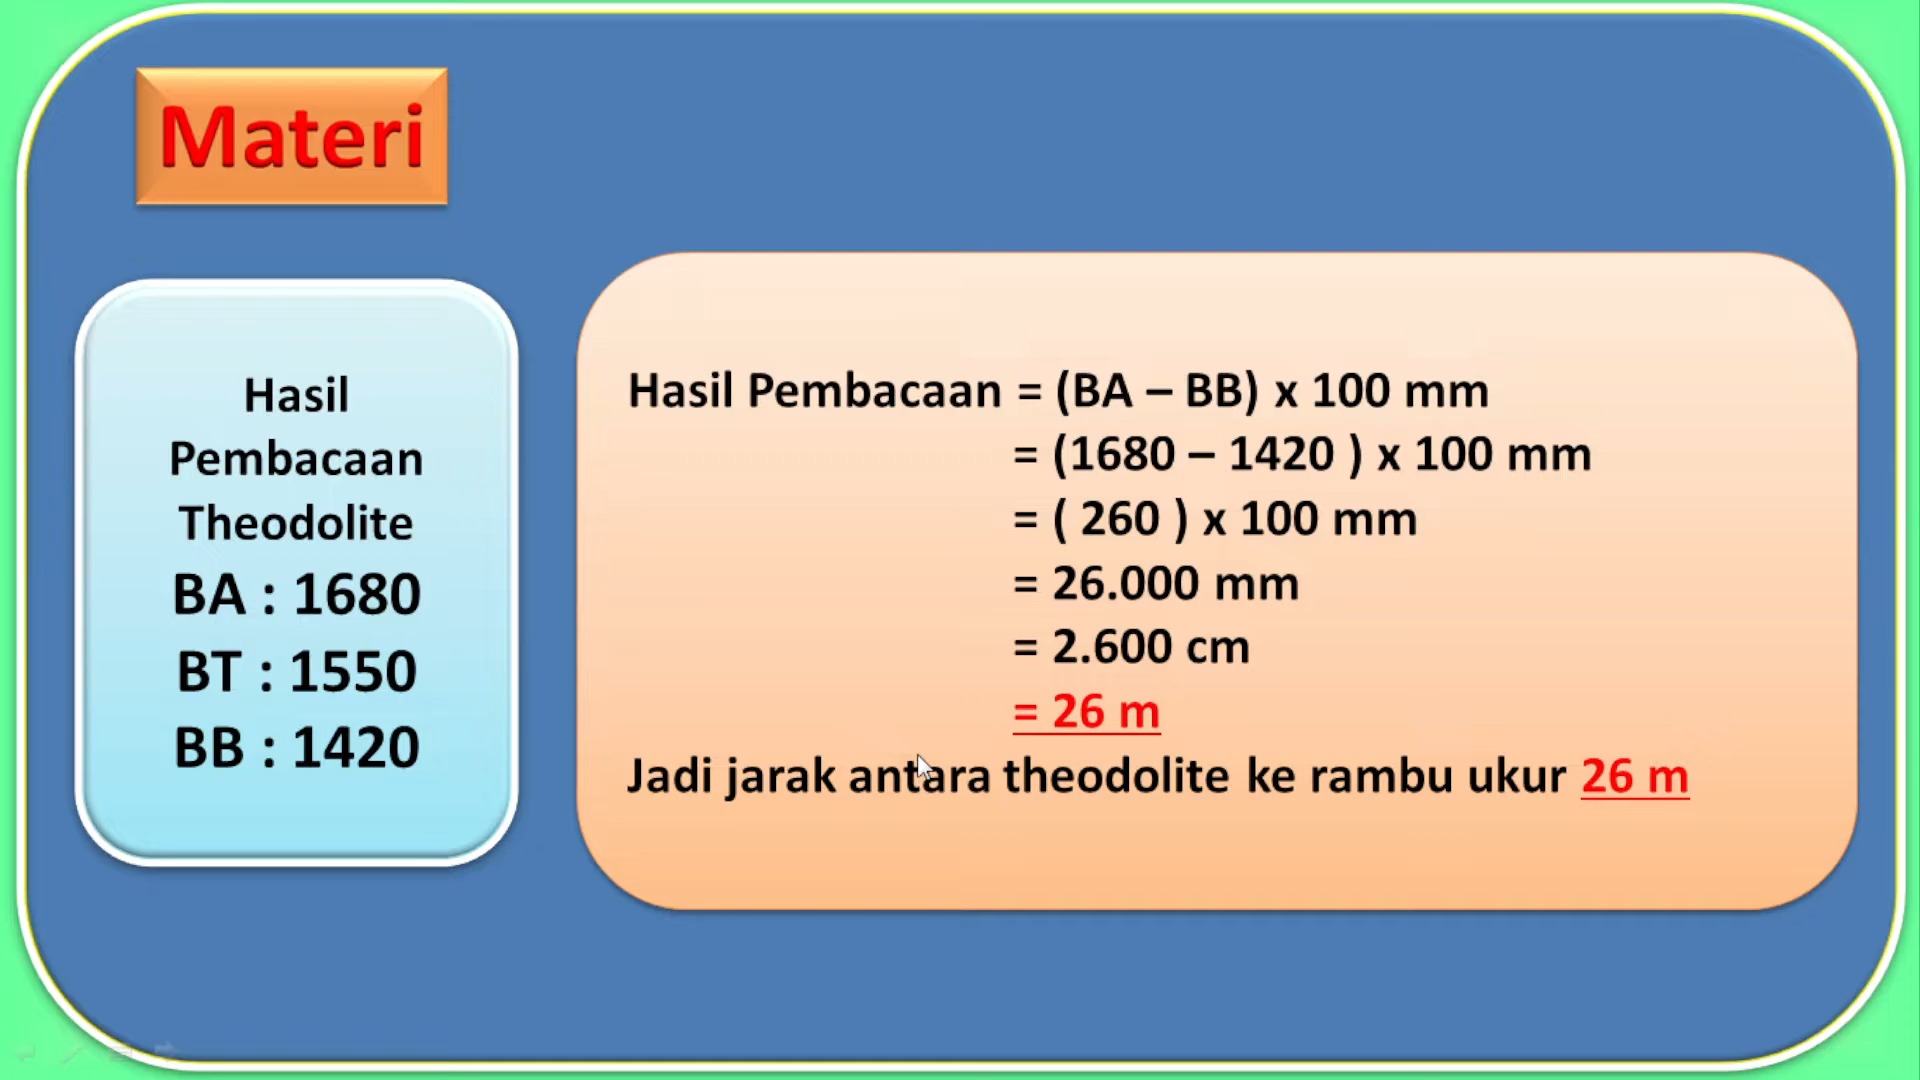 Materi
Hasil
Pembacaan
Theodolite
BA : 1680
BT : 1550
BB : 1420
Hasil Pembacaan = (BA – BB) x 100 mm
= (1680 – 1420 ) x 100 mm
= ( 260 ) x 100 mm
= 26.000 mm
= 2.600 cm
= 26 m
Jadi jarak antara theodolite ke rambu ukur 26 m